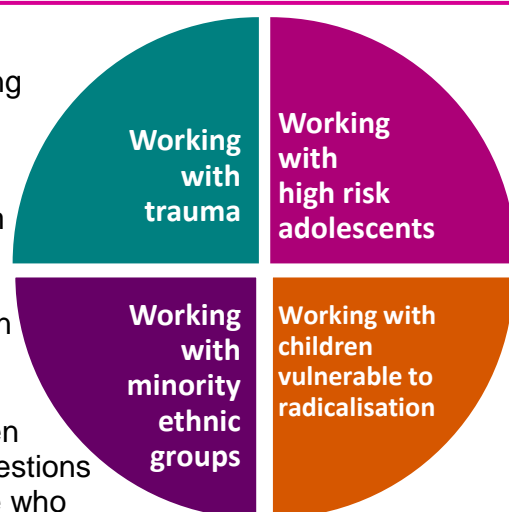 Working
with
trauma
Working
with
high risk
adolescents
Working
with
minority
ethnic
groups
Working with
children
vulnerable to
radicalisation
who